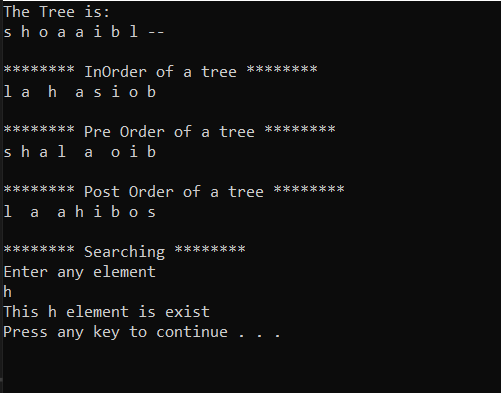 The Tree is:
s h o a a i b l --
******** InOrder of a tree ********
l a  h  a s i o b
******** Pre Order of a tree ********
s h a l  a  o i b
******** Post Order of a tree ********
l  a  a h i b o s
******** Searching ********
Enter any element
h
This h element is exist
Press any key to continue . . .